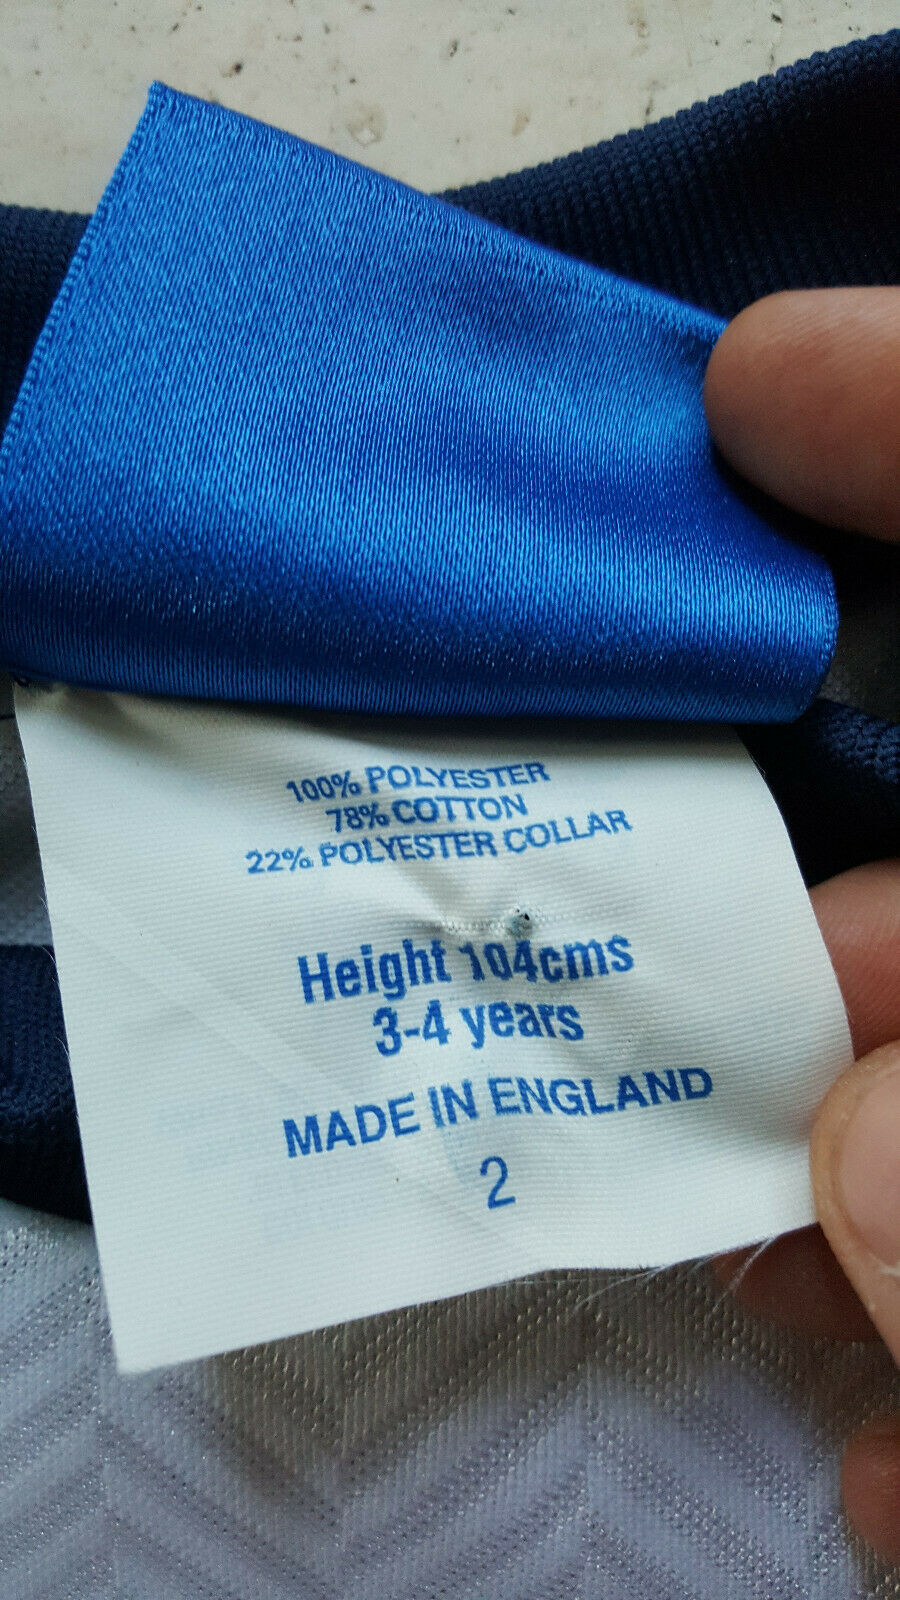 100% POLYESTER
78% COTTON
22% POLYESTER COLLAR
Height 104cms
3-4 years
MADE IN ENGLAND
2